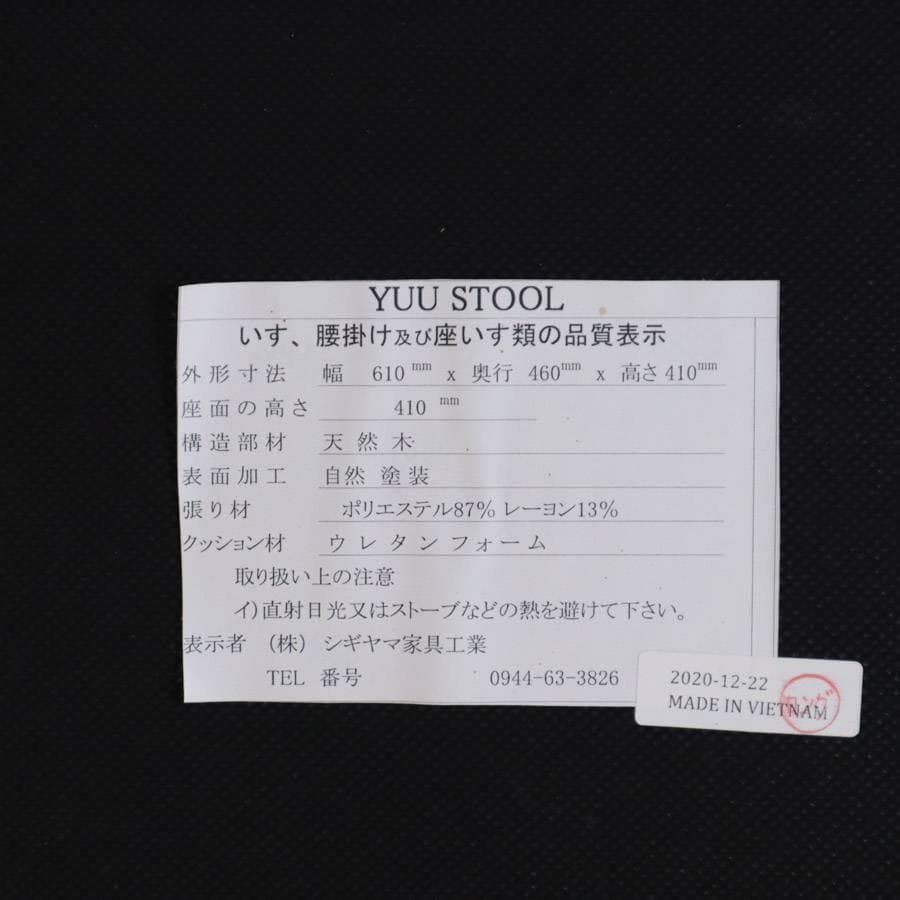 YUU STOOL
いす、腰掛け及び座いす類の品質表示
外形寸法 幅 610mm x 奥行 460mm x 高さ410mm
座面の高さ 410 mm
構造部材 天然木
表面加工 自然 塗装
張り材 ポリエステル87% レーヨン13%
クッション材 ウレタンフォーム
取り扱い上の注意
イ)直射日光又はストーブなどの熱を避けて下さい。
表示者 (株) シギヤマ家具工業
TEL 番号 0944-63-3826
2020-12-22
MADE IN VIETNAM